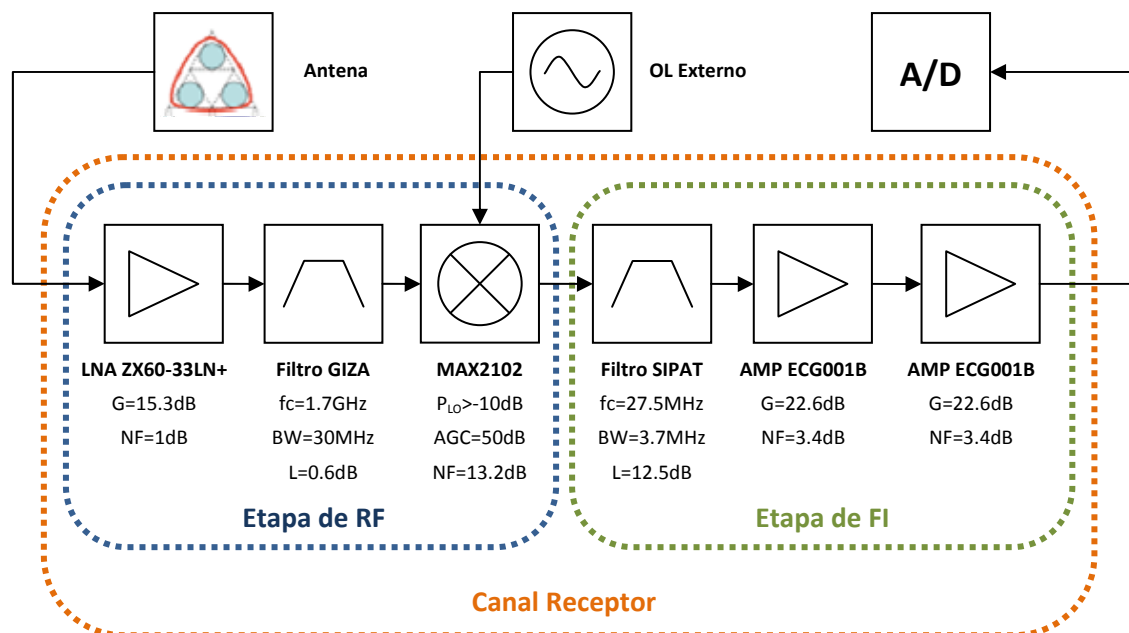 Antena
OL Externo
A/D
LNA ZX60-33LN+
G=15.3dB
NF=1dB
Filtro GIZA
fc=1.7GHz
BW=30MHz
L=0.6dB
MAX2102
P_LO>-10dB
AGC=50dB
NF=13.2dB
Filtro SIPAT
fc=27.5MHz
BW=3.7MHz
L=12.5dB
AMP ECG001B
G=22.6dB
NF=3.4dB
AMP ECG001B
G=22.6dB
NF=3.4dB
Etapa de RF
Etapa de FI
Canal Receptor